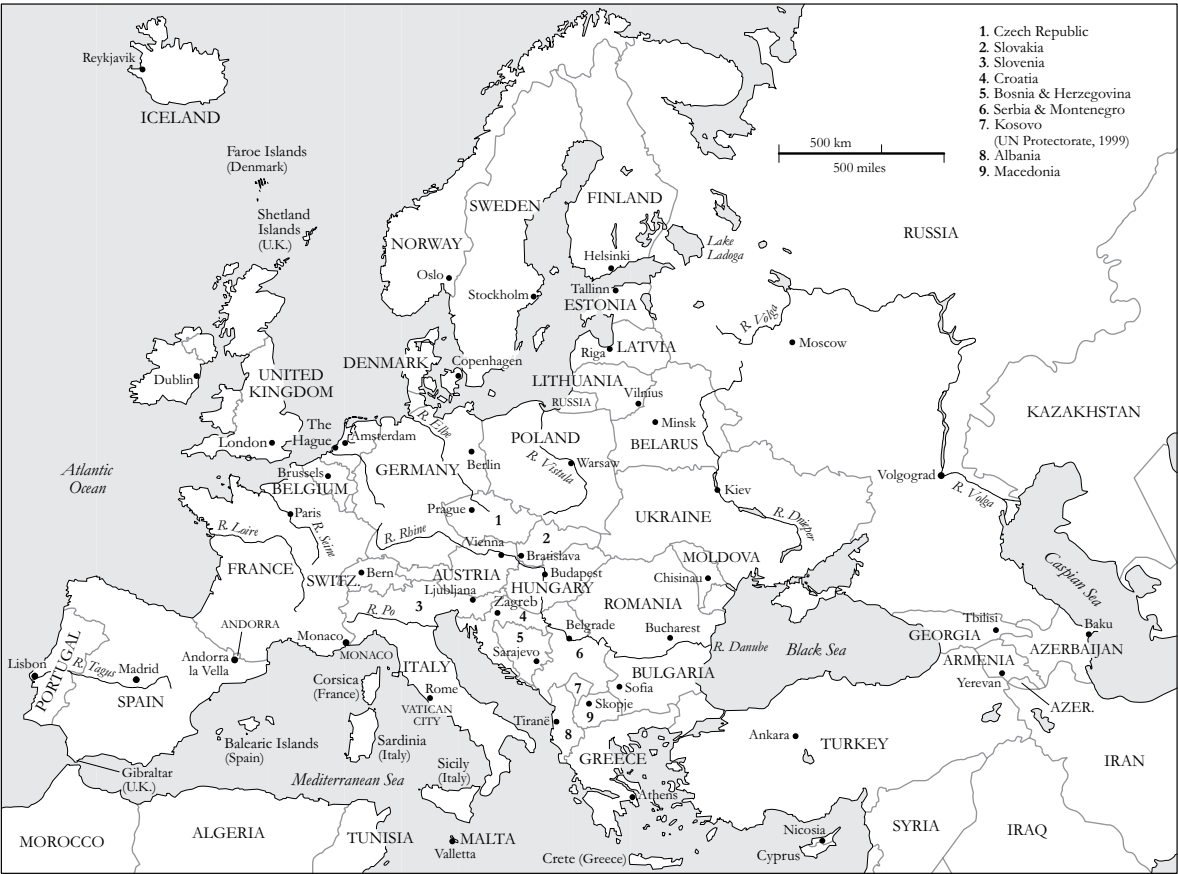 1. Czech Republic
2. Slovakia
3. Slovenia
4. Croatia
5. Bosnia & Herzegovina
6. Serbia & Montenegro
7. Kosovo
(UN Protectorate, 1999)
8. Albania
9. Macedonia
500 km
500 miles
Reykjavik
ICELAND
Faroe Islands
(Denmark)
Shetland
Islands
(U.K.)
SWEDEN
FINLAND
NORWAY
RUSSIA
Lake
Ladoga
Helsinki
Oslo
Stockholm
Tallinn
ESTONIA
R. Volga
Moscow
Riga
LATVIA
DENMARK
Copenhagen
Dublin
UNITED
KINGDOM
LITHUANIA
RUSSIA
Vilnius
Minsk
BELARUS
KAZAKHSTAN
The
Hague
Amsterdam
R. Elbe
London
POLAND
R. Vistula
Warsaw
Berlin
GERMANY
Atlantic
Ocean
Brussels
BELGIUM
Volgograd
R. Volga
Kiev
R. Dnieper
UKRAINE
Paris
R. Loire
R. Seine
Prague
1
R. Rhine
2
Vienna
Bratislava
MOLDOVA
Chisinau
FRANCE
SWITZ.
Bern
AUSTRIA
Budapest
HUNGARY
Ljubljana
Zagreb
3
4
R. Po
ROMANIA
Caspian Sea
Belgrade
Bucharest
R. Danube
Black Sea
Tbilisi
GEORGIA
Baku
AZERBAIJAN
ARMENIA
Yerevan
AZER.
ANDORRA
Andorra
la Vella
Monaco
MONACO
5
Sarajevo
6
BULGARIA
Sofia
7
Skopje
9
Lisbon
PORTUGAL
R. Tagus
Madrid
SPAIN
Corsica
(France)
ITALY
Rome
VATICAN
CITY
Tiranë
8
Balearic Islands
(Spain)
Sardinia
(Italy)
Gibraltar
(U.K.)
Mediterranean Sea
Sicily
(Italy)
GREECE
Athens
Ankara
TURKEY
IRAN
MOROCCO
ALGERIA
TUNISIA
MALTA
Valletta
Crete (Greece)
Nicosia
Cyprus
SYRIA
IRAQ